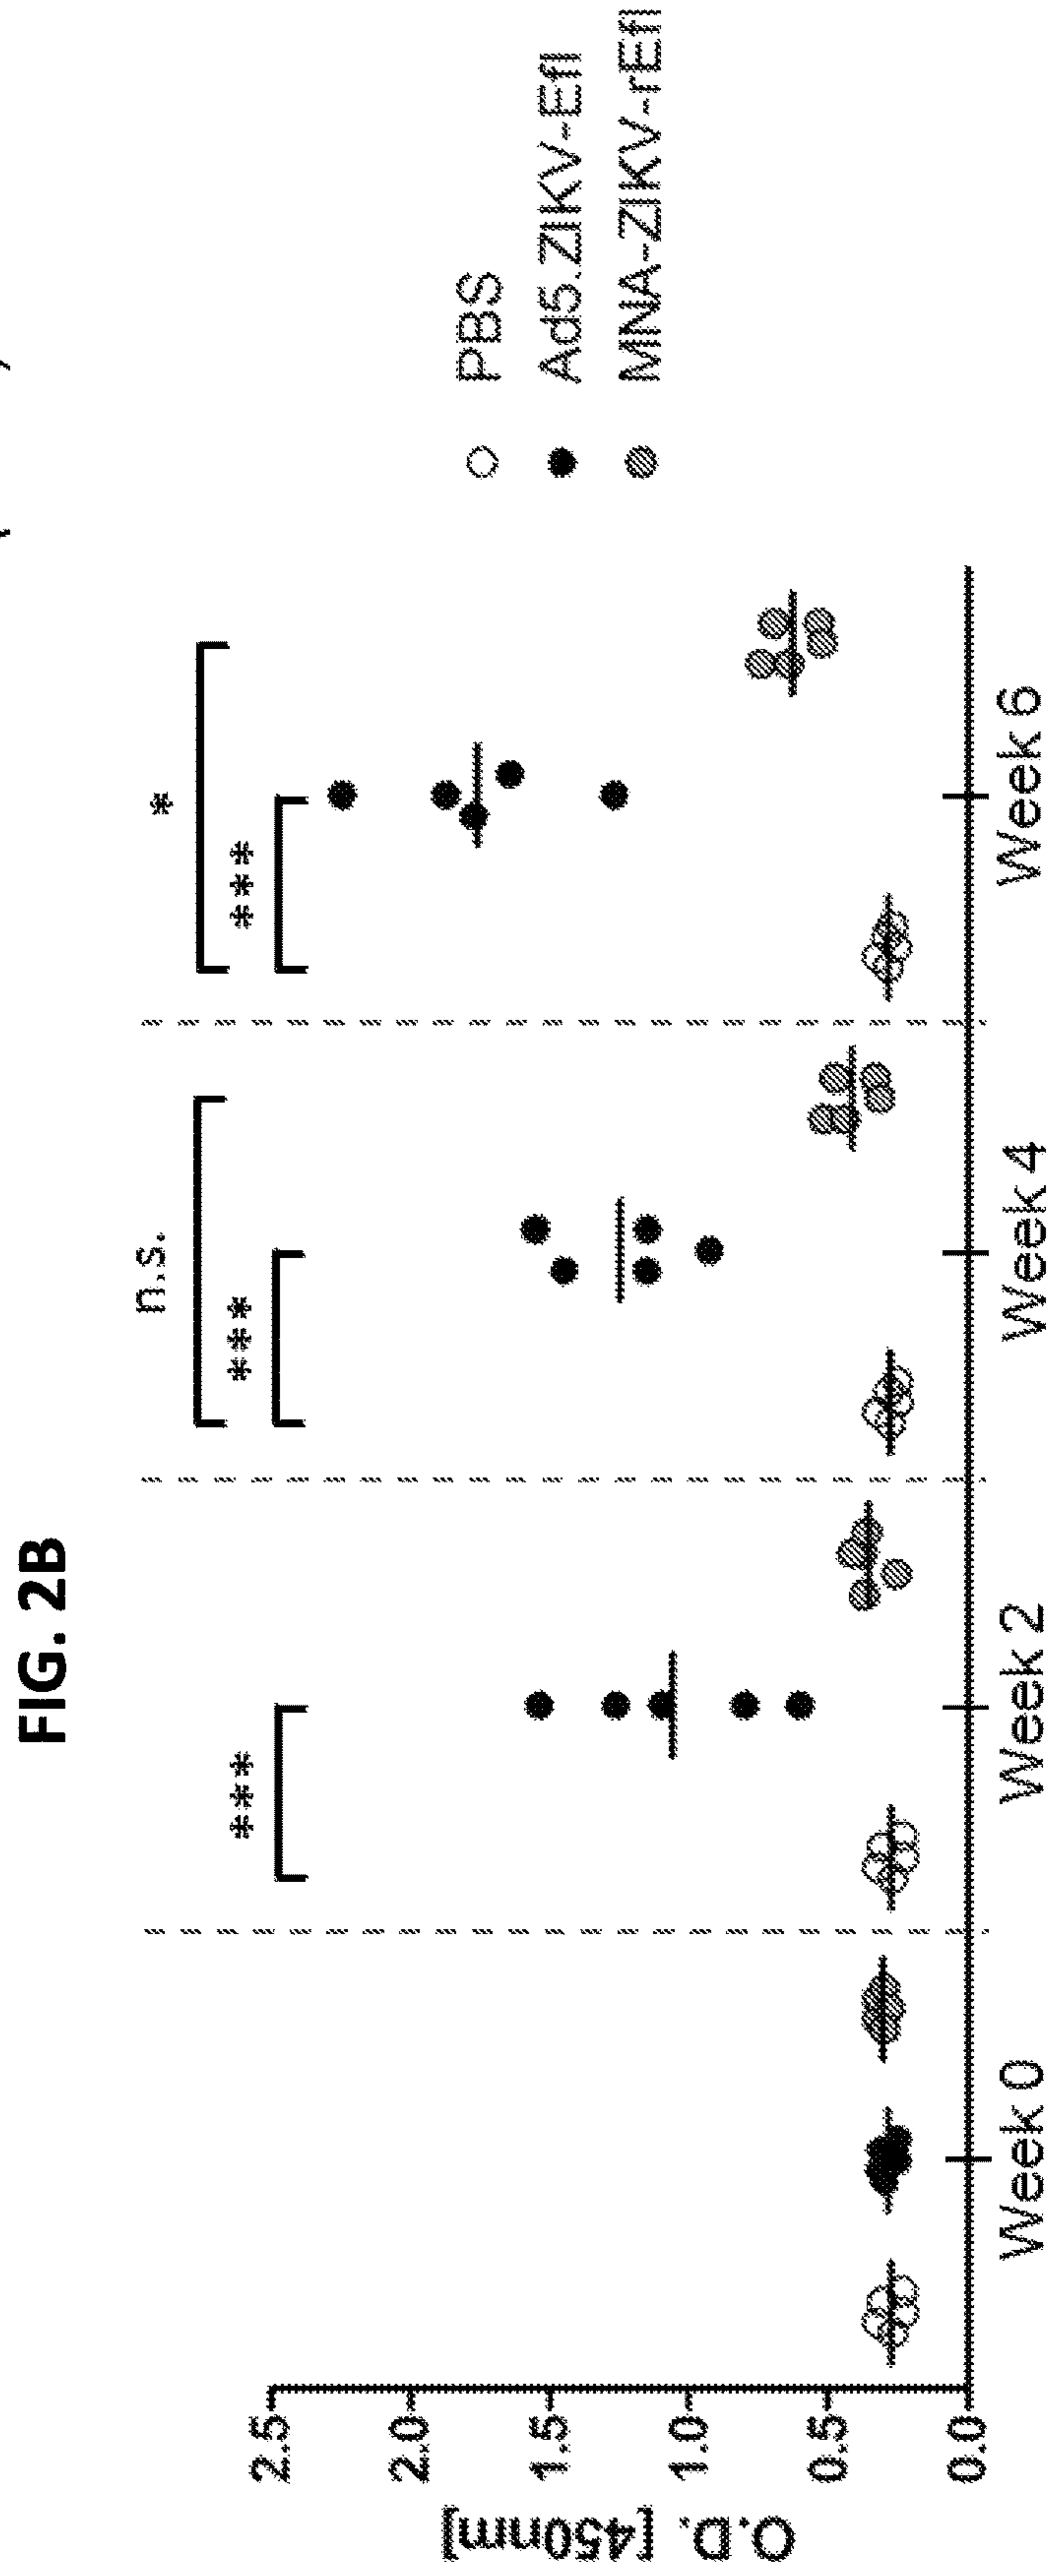 FIG. 2B
O.D. [450nm]
2.5
2.0
1.5
1.0
0.5
0.0
***
n.s.
***
*
***
Week 0
Week 2
Week 4
Week 6
PBS
Ad5.ZIKV-Efl
MNA-ZIKV-rEfl